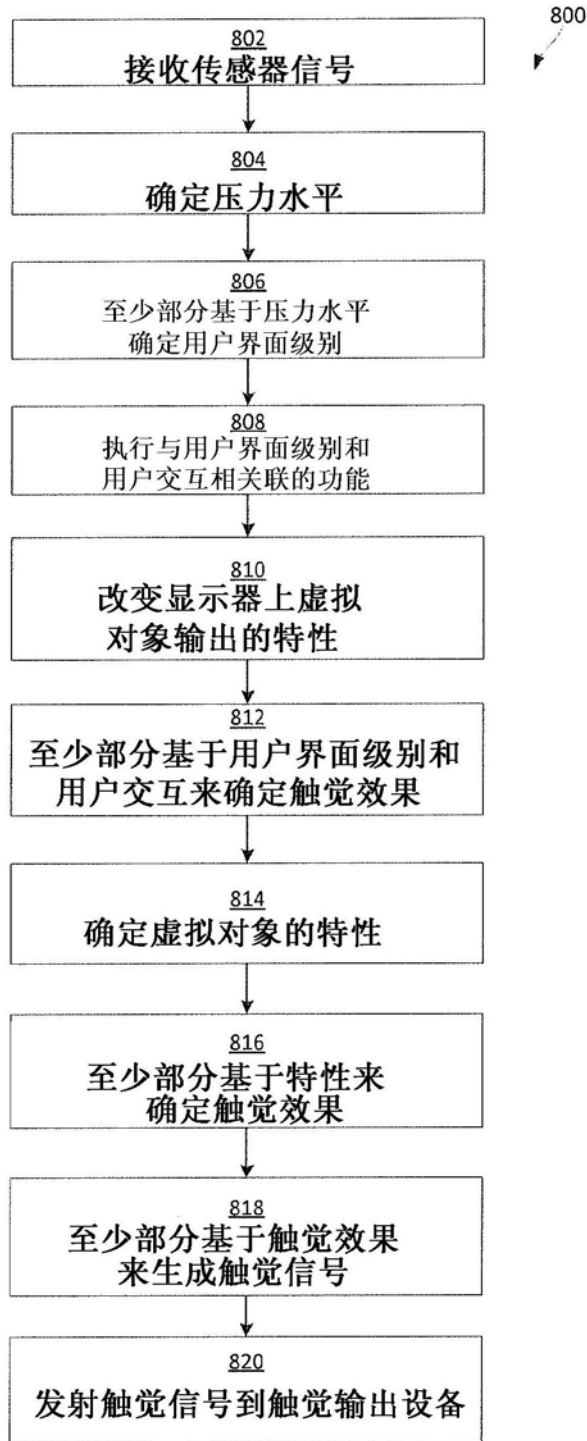 800
802
接收传感器信号
804
确定压力水平
806
至少部分基于压力水平
确定用户界面级别
808
执行与用户界面级别和
用户交互相关联的功能
810
改变显示器上虚拟
对象输出的特性
812
至少部分基于用户界面级别和
用户交互来确定触觉效果
814
确定虚拟对象的特性
816
至少部分基于特性来
确定触觉效果
818
至少部分基于触觉效果
来生成触觉信号
820
发射触觉信号到触觉输出设备